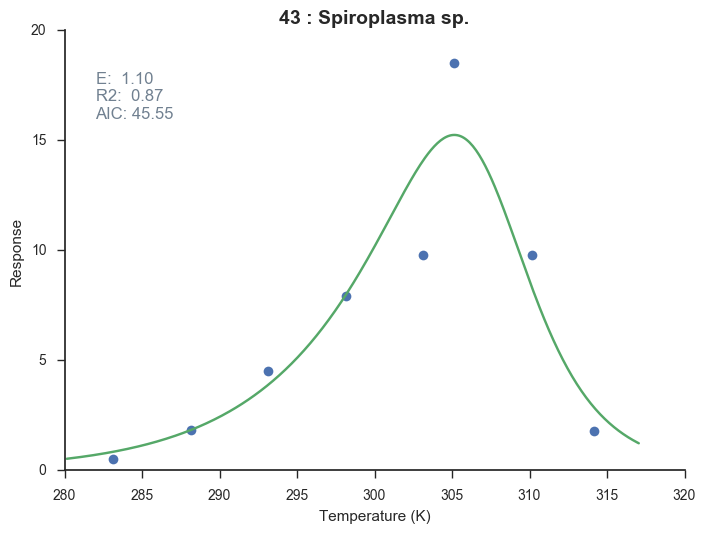 43 : Spiroplasma sp.
E:  1.10
R2:  0.87
AIC: 45.55
20
15
10
5
0
Response
280 285 290 295 300 305 310 315 320
Temperature (K)